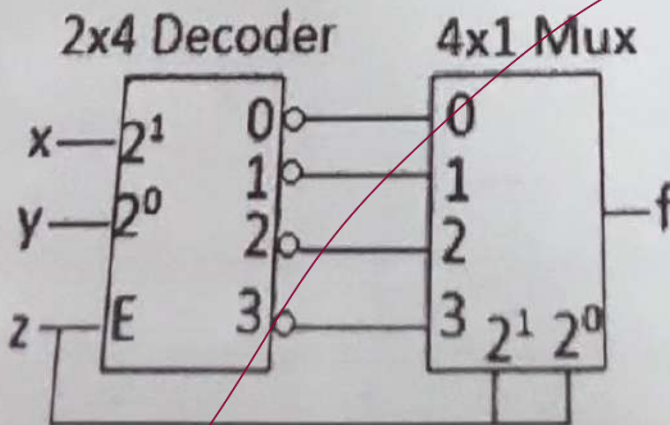 2x4 Decoder 4x1 Mux
x 2¹ 0 0
1 1
y 2⁰ 2 2 f
z E 3 3 2¹ 2⁰